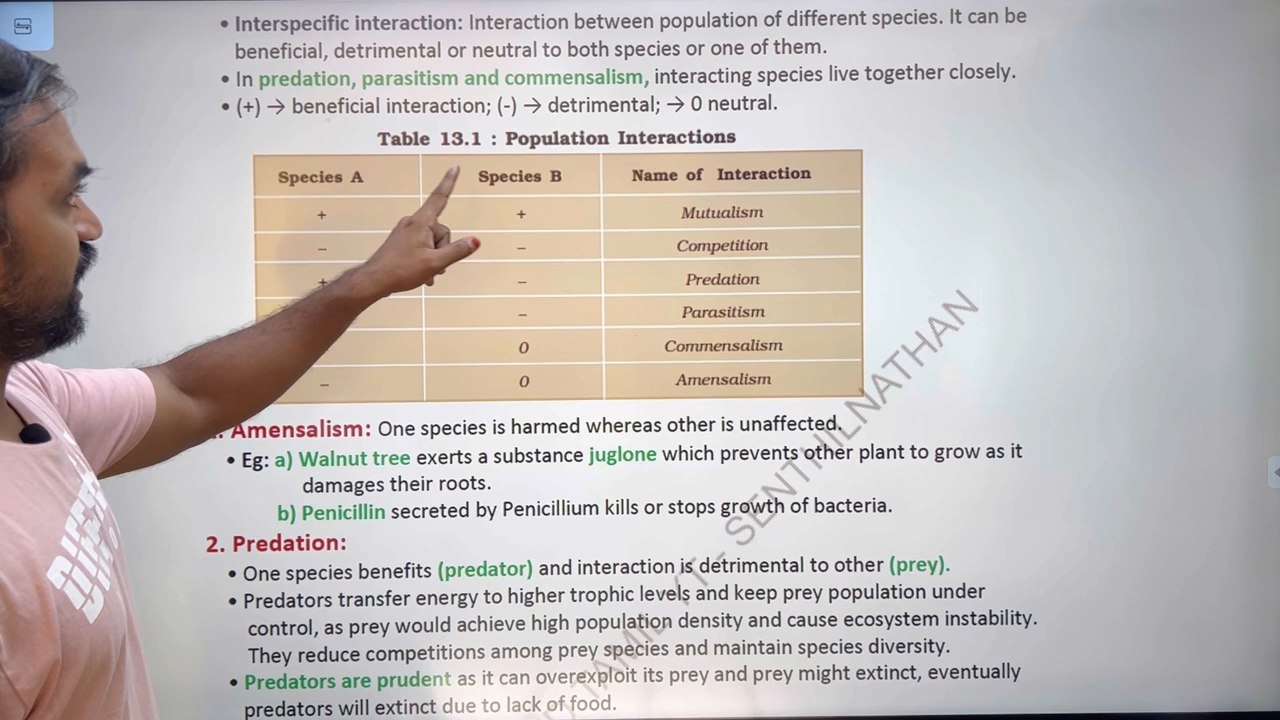 • Interspecific interaction: Interaction between population of different species. It can be
beneficial, detrimental or neutral to both species or one of them.
• In predation, parasitism and commensalism, interacting species live together closely.
• (+) → beneficial interaction; (-) → detrimental; → 0 neutral.
Table 13.1 : Population Interactions
Species A Species B Name of Interaction
+ + Mutualism
– – Competition
+ – Predation
– Parasitism
0 Commensalism
– 0 Amensalism
. Amensalism: One species is harmed whereas other is unaffected.
• Eg: a) Walnut tree exerts a substance juglone which prevents other plant to grow as it
damages their roots.
b) Penicillin secreted by Penicillium kills or stops growth of bacteria.
2. Predation:
• One species benefits (predator) and interaction is detrimental to other (prey).
• Predators transfer energy to higher trophic levels and keep prey population under
control, as prey would achieve high population density and cause ecosystem instability.
They reduce competitions among prey species and maintain species diversity.
• Predators are prudent as it can overexploit its prey and prey might extinct, eventually
predators will extinct due to lack of food.
- SENTHILNATHAN